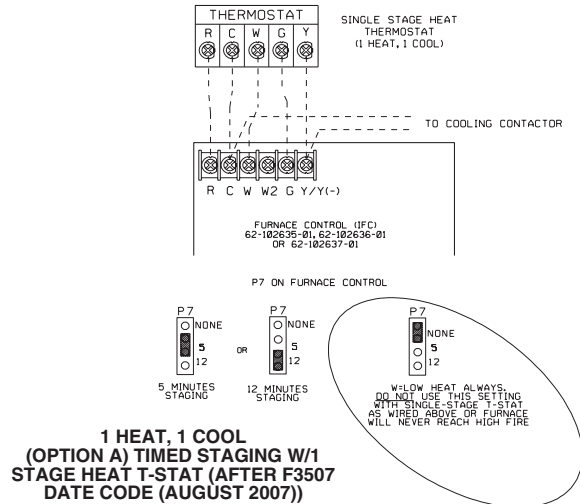 THERMOSTAT
R C W G Y
SINGLE STAGE HEAT
THERMOSTAT
(1 HEAT, 1 COOL)
TO COOLING CONTACTOR
R C W W2 G Y/Y(-)
FURNACE CONTROL (IFC)
62-102635-01, 62-102636-01
OR 62-102637-01
P7 ON FURNACE CONTROL
P7
NONE
5
12
5 MINUTES
STAGING
OR
P7
NONE
5
12
12 MINUTES
STAGING
P7
NONE
5
12
W=LOW HEAT ALWAYS.
DO NOT USE THIS SETTING
WITH SINGLE-STAGE T-STAT
AS WIRED ABOVE OR FURNACE
WILL NEVER REACH HIGH FIRE
1 HEAT, 1 COOL
(OPTION A) TIMED STAGING W/1
STAGE HEAT T-STAT (AFTER F3507
DATE CODE (AUGUST 2007))